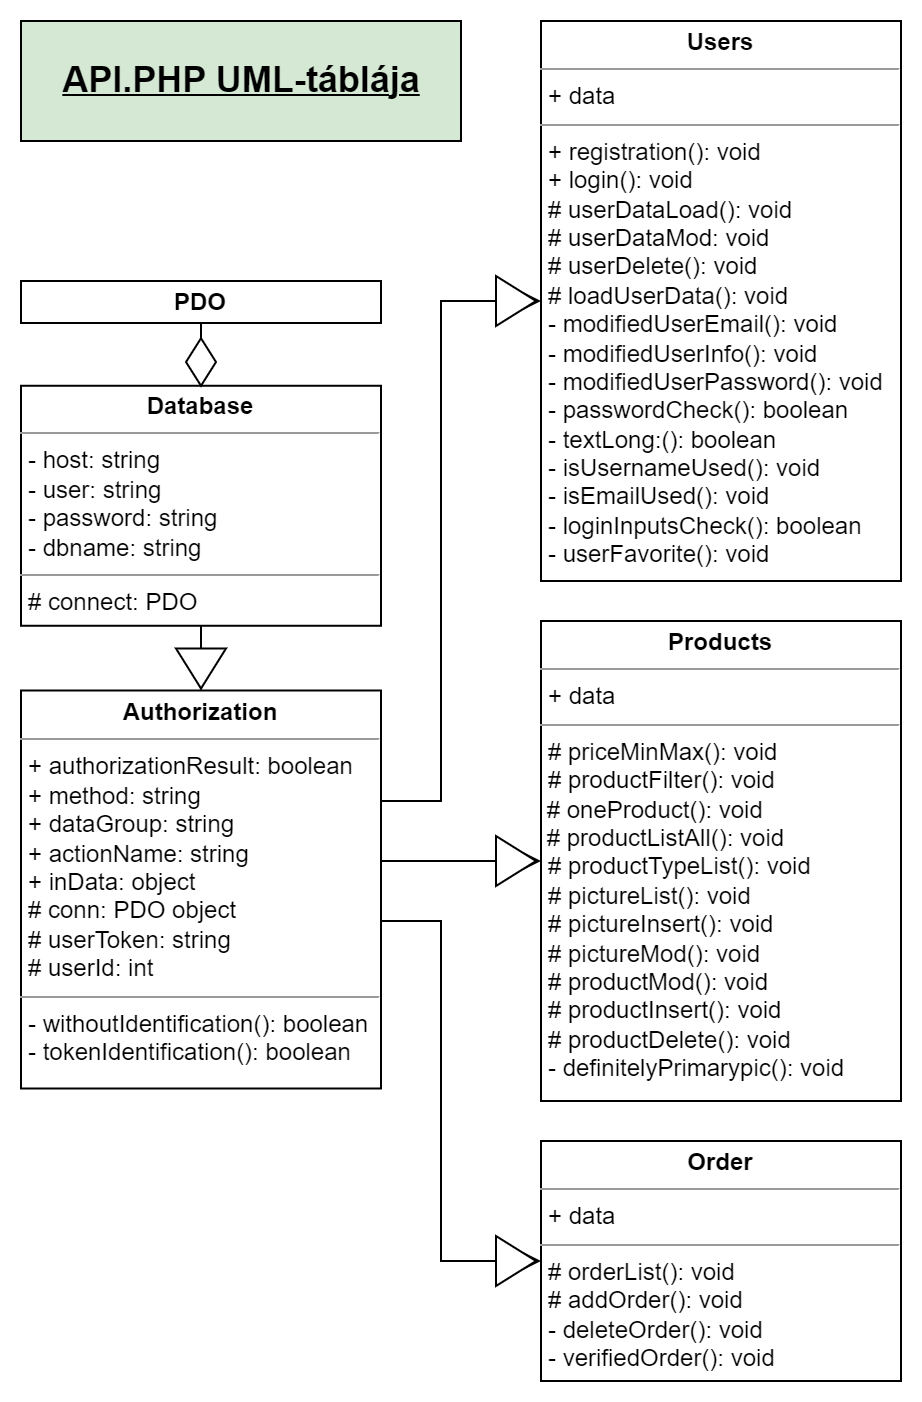 API.PHP UML-táblája
PDO
Database
- host: string
- user: string
- password: string
- dbname: string
# connect: PDO
Authorization
+ authorizationResult: boolean
+ method: string
+ dataGroup: string
+ actionName: string
+ inData: object
# conn: PDO object
# userToken: string
# userId: int
- withoutIdentification(): boolean
- tokenIdentification(): boolean
Users
+ data
+ registration(): void
+ login(): void
# userDataLoad(): void
# userDataMod: void
# userDelete(): void
# loadUserData(): void
- modifiedUserEmail(): void
- modifiedUserInfo(): void
- modifiedUserPassword(): void
- passwordCheck(): boolean
- textLong:(): boolean
- isUsernameUsed(): void
- isEmailUsed(): void
- loginInputsCheck(): boolean
- userFavorite(): void
Products
+ data
# priceMinMax(): void
# productFilter(): void
# oneProduct(): void
# productListAll(): void
# productTypeList(): void
# pictureList(): void
# pictureInsert(): void
# pictureMod(): void
# productMod(): void
# productInsert(): void
# productDelete(): void
- definitelyPrimarypic(): void
Order
+ data
# orderList(): void
# addOrder(): void
- deleteOrder(): void
- verifiedOrder(): void